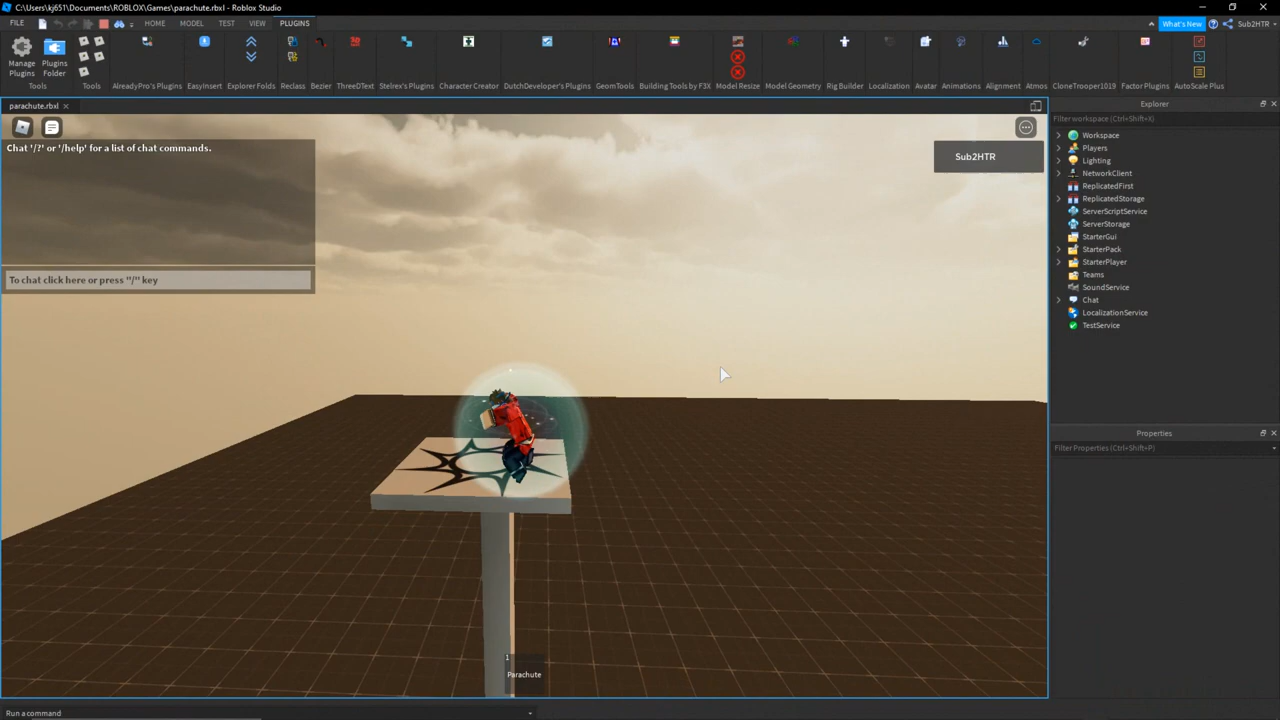 C:\Users\kj651\Documents\ROBLOX\Games\parachute.rbxl - Roblox Studio
FILE HOME MODEL TEST VIEW PLUGINS What's New Sub2HTR
Manage Plugins
Plugins Folder
Tools Tools AlreadyPro's Plugins EasyInsert Explorer Folders Reclass Bezier ThreeDText Stelrex's Plugins Character Creator DutchDeveloper's Plugins GeomTools Building Tools by F3X Model Resize Model Geometry Rig Builder Localization Avatar Animations Alignment Atmos CloneTrooper1019 Factor Plugins AutoScale Plus
parachute.rbxl
Chat '/?' or '/help' for a list of chat commands.
To chat click here or press "/" key
Sub2HTR
1
Parachute
Run a command
Explorer
Filter workspace (Ctrl+Shift+X)
Workspace
Players
Lighting
NetworkClient
ReplicatedFirst
ReplicatedStorage
ServerScriptService
ServerStorage
StarterGui
StarterPack
StarterPlayer
Teams
SoundService
Chat
LocalizationService
TestService
Properties
Filter Properties (Ctrl+Shift+P)